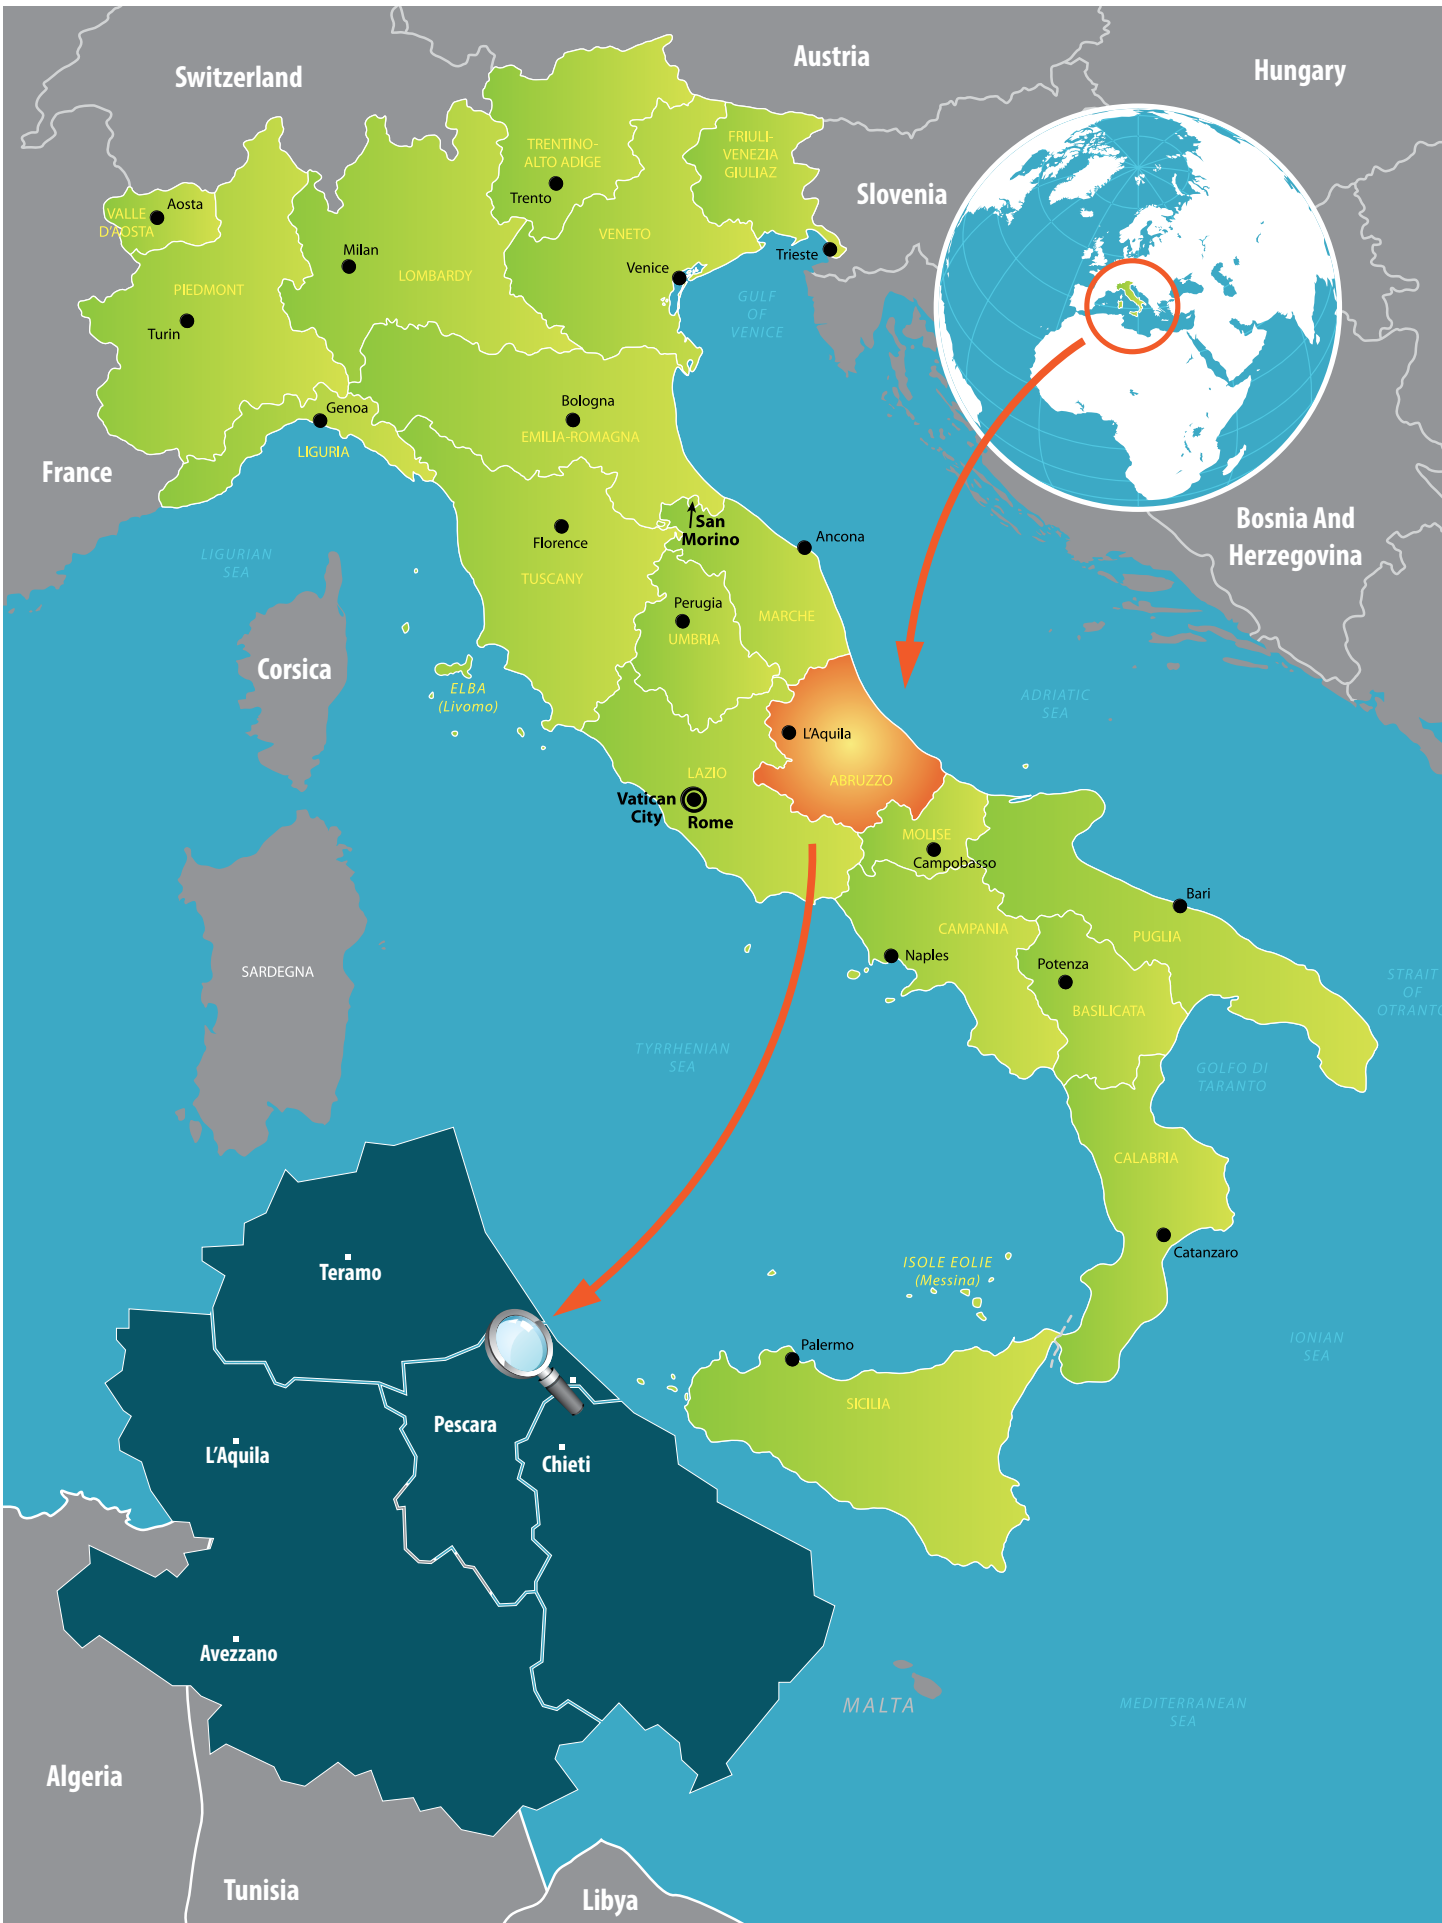 Austria
Hungary
Switzerland
TRENTINO-
ALTO ADIGE
Trento
FRIULI-
VENEZIA
GIULIAZ
Slovenia
Aosta
VALLE
D'AOSTA
VENETO
Milan
LOMBARDY
Venice
Trieste
PIEDMONT
Turin
GULF
OF
VENICE
Genoa
LIGURIA
Bologna
EMILIA-ROMAGNA
France
San
Morino
Florence
Ancona
Bosnia And
Herzegovina
LIGURIAN
SEA
TUSCANY
Perugia
UMBRIA
MARCHE
Corsica
ELBA
(Livomo)
ADRIATIC
SEA
L'Aquila
ABRUZZO
LAZIO
Vatican
City
Rome
MOLISE
Campobasso
Bari
PUGLIA
CAMPANIA
Naples
Potenza
BASILICATA
SARDEGNA
STRAIT
OF
OTRANTO
TYRRHENIAN
SEA
GOLFO DI
TARANTO
CALABRIA
Catanzaro
ISOLE EOLIE
(Messina)
Teramo
IONIAN
SEA
Palermo
SICILIA
Pescara
L'Aquila
Chieti
Avezzano
MALTA
MEDITERRANEAN
SEA
Algeria
Tunisia
Libya